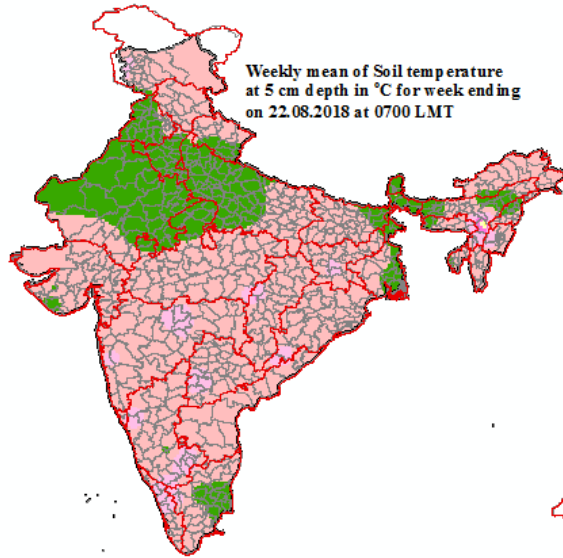 Weekly mean of Soil temperature
at 5 cm depth in °C for week ending
on 22.08.2018 at 0700 LMT